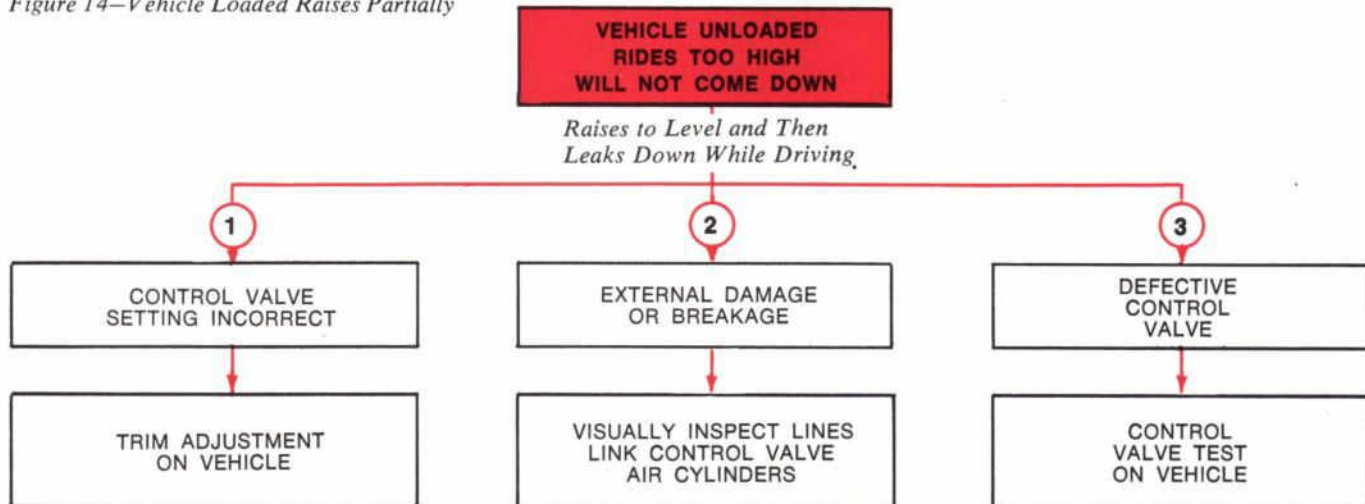 Figure 14—Vehicle Loaded Raises Partially
VEHICLE UNLOADED
RIDES TOO HIGH
WILL NOT COME DOWN
Raises to Level and Then
Leaks Down While Driving.
1
2
3
CONTROL VALVE
SETTING INCORRECT
EXTERNAL DAMAGE
OR BREAKAGE
DEFECTIVE
CONTROL
VALVE
TRIM ADJUSTMENT
ON VEHICLE
VISUALLY INSPECT LINES
LINK CONTROL VALVE
AIR CYLINDERS
CONTROL
VALVE TEST
ON VEHICLE